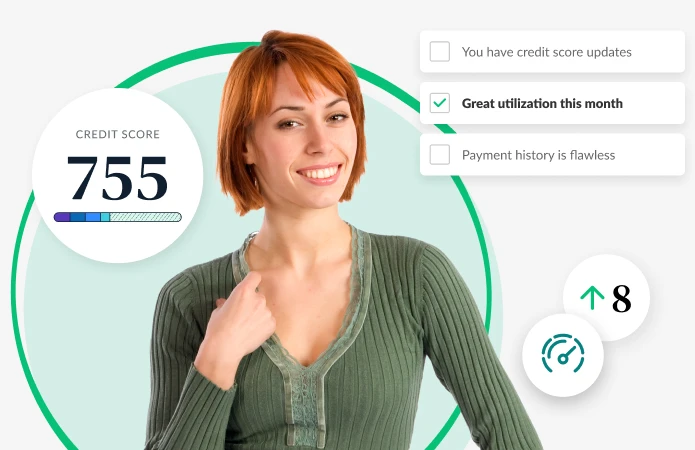 You have credit score updates
Great utilization this month
Payment history is flawless
CREDIT SCORE
755
8